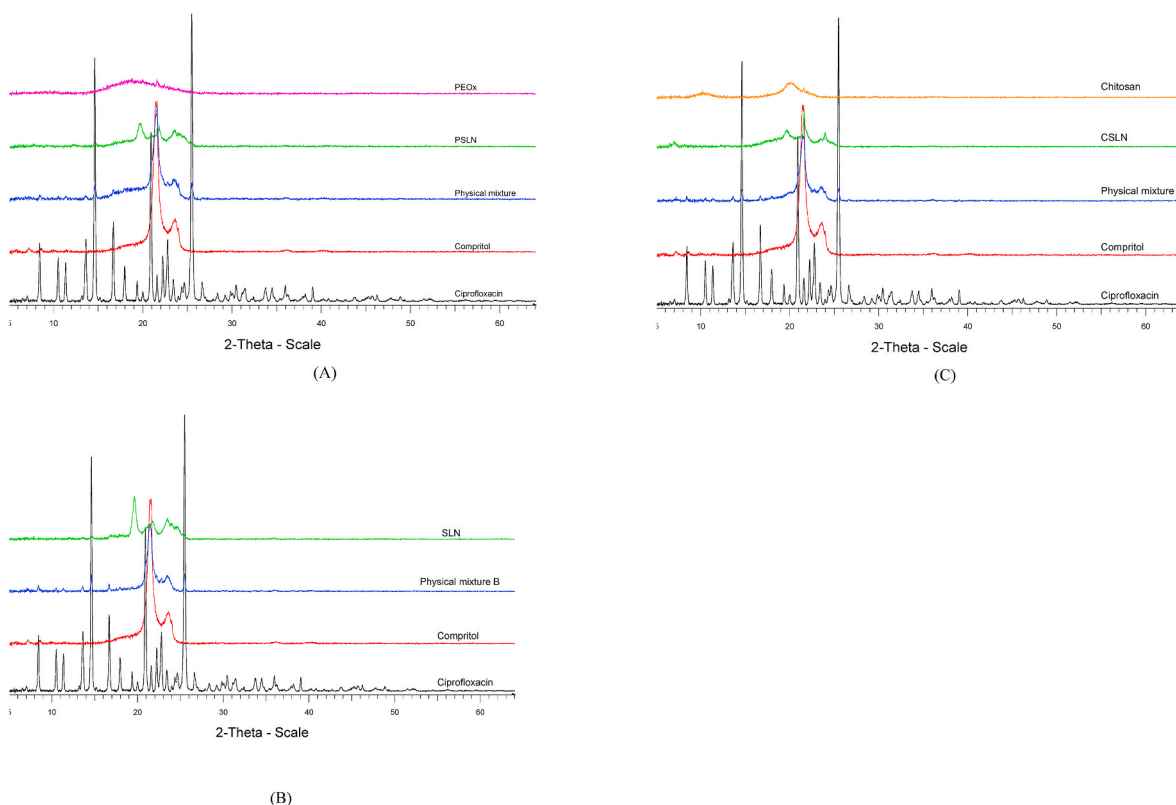 PEOx
PSLN
Physical mixture
Compritol
Ciprofloxacin
10 20 30 40 50 60
2-Theta - Scale
(A)
Chitosan
CSLN
Physical mixture
Compritol
Ciprofloxacin
10 20 30 40 50 60
2-Theta - Scale
(C)
SLN
Physical mixture B
Compritol
Ciprofloxacin
10 20 30 40 50 60
2-Theta - Scale
(B)